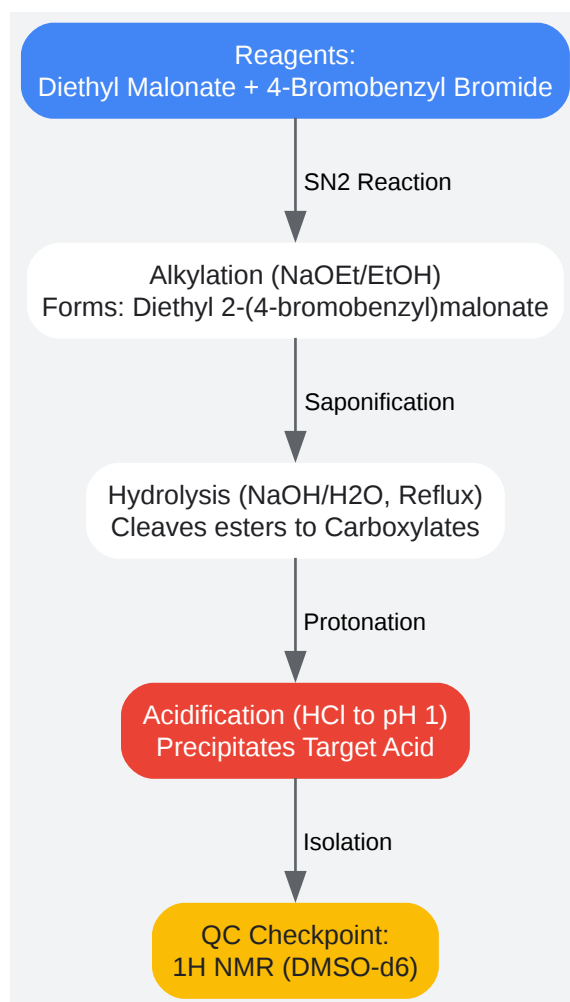 Reagents:
Diethyl Malonate + 4-Bromobenzyl Bromide
SN2 Reaction
Alkylation (NaOEt/EtOH)
Forms: Diethyl 2-(4-bromobenzyl)malonate
Saponification
Hydrolysis (NaOH/H2O, Reflux)
Cleaves esters to Carboxylates
Protonation
Acidification (HCl to pH 1)
Precipitates Target Acid
Isolation
QC Checkpoint:
1H NMR (DMSO-d6)